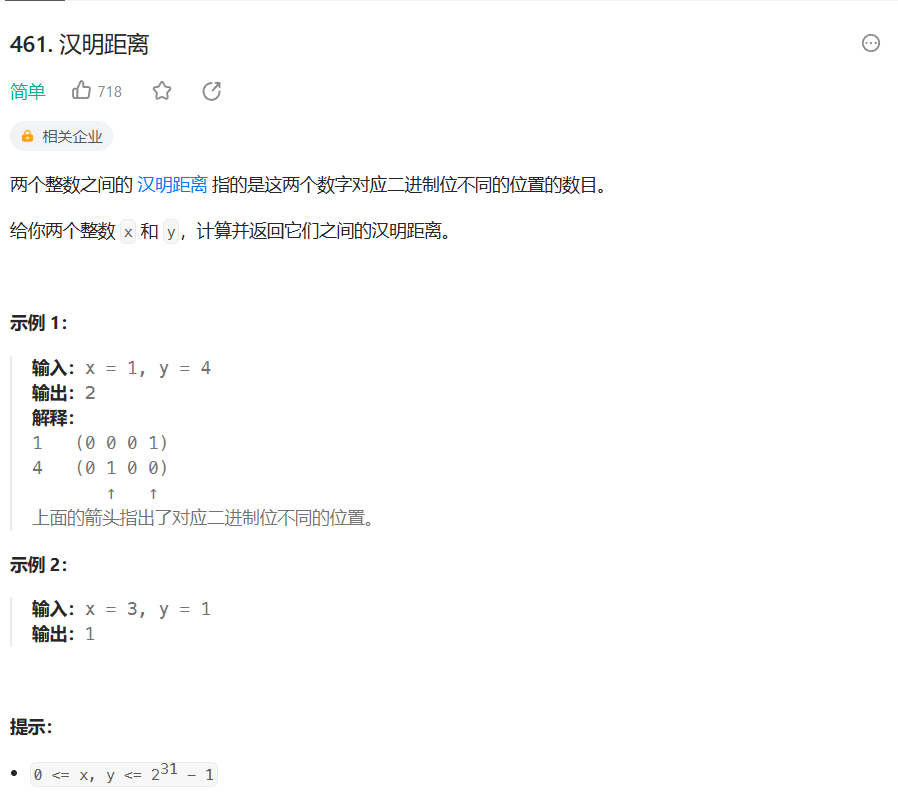 461. 汉明距离
简单 718
相关企业
两个整数之间的 汉明距离 指的是这两个数字对应二进制位不同的位置的数目。
给你两个整数 x 和 y，计算并返回它们之间的汉明距离。
示例 1：
输入：x = 1, y = 4
输出：2
解释：
1 (0 0 0 1)
4 (0 1 0 0)
↑ ↑
上面的箭头指出了对应二进制位不同的位置。
示例 2：
输入：x = 3, y = 1
输出：1
提示：
• 0 <= x, y <= 2^31 - 1